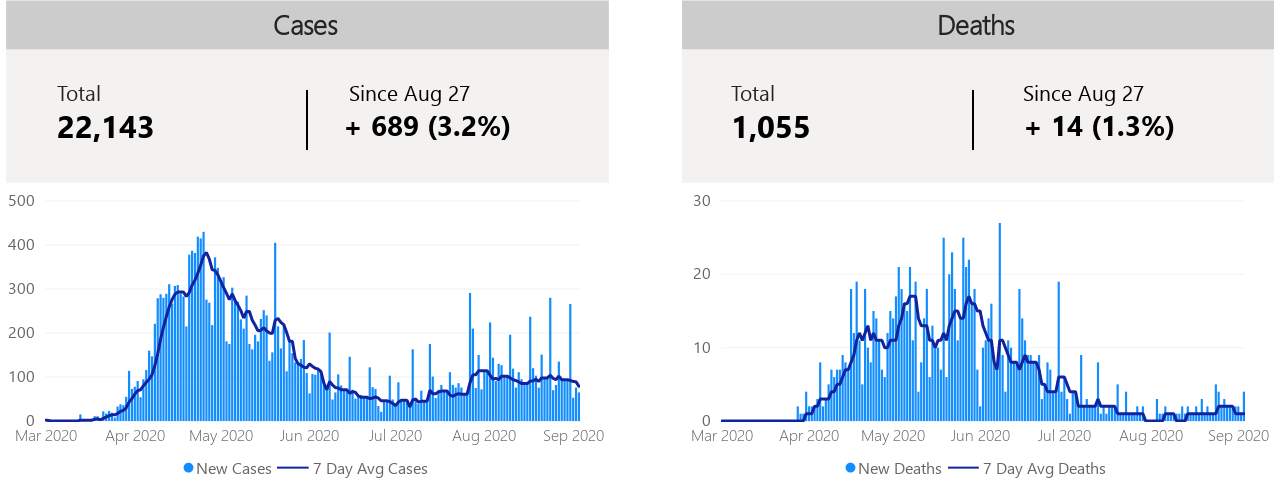 Cases
Total
Since Aug 27
22,143
+ 689 (3.2%)
500
400
300
200
100
0
Mar 2020 Apr 2020 May 2020 Jun 2020 Jul 2020 Aug 2020 Sep 2020
New Cases 7 Day Avg Cases
Deaths
Total
Since Aug 27
1,055
+ 14 (1.3%)
30
20
10
0
Mar 2020 Apr 2020 May 2020 Jun 2020 Jul 2020 Aug 2020 Sep 2020
New Deaths 7 Day Avg Deaths